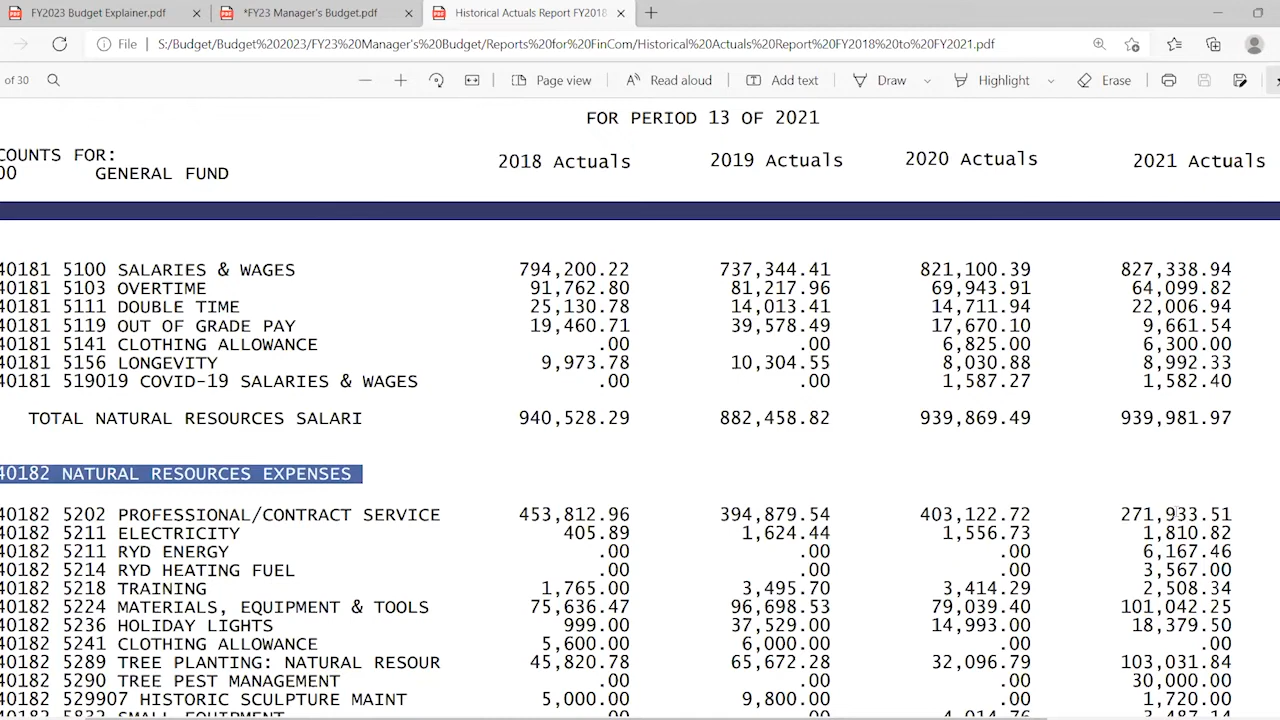 FY2023 Budget Explainer.pdf *FY23 Manager's Budget.pdf Historical Actuals Report FY2018
File S:/Budget/Budget%202023/FY23%20Manager's%20Budget/Reports%20for%20FinCom/Historical%20Actuals%20Report%20FY2018%20to%20FY2021.pdf
of 30 Page view Read aloud Add text Draw Highlight Erase
FOR PERIOD 13 OF 2021
COUNTS FOR: 2018 Actuals 2019 Actuals 2020 Actuals 2021 Actuals
00 GENERAL FUND
40181 5100 SALARIES & WAGES 794,200.22 737,344.41 821,100.39 827,338.94
40181 5103 OVERTIME 91,762.80 81,217.96 69,943.91 64,099.82
40181 5111 DOUBLE TIME 25,130.78 14,013.41 14,711.94 22,006.94
40181 5119 OUT OF GRADE PAY 19,460.71 39,578.49 17,670.10 9,661.54
40181 5141 CLOTHING ALLOWANCE .00 .00 6,825.00 6,300.00
40181 5156 LONGEVITY 9,973.78 10,304.55 8,030.88 8,992.33
40181 519019 COVID-19 SALARIES & WAGES .00 .00 1,587.27 1,582.40
TOTAL NATURAL RESOURCES SALARI 940,528.29 882,458.82 939,869.49 939,981.97
40182 NATURAL RESOURCES EXPENSES
40182 5202 PROFESSIONAL/CONTRACT SERVICE 453,812.96 394,879.54 403,122.72 271,933.51
40182 5211 ELECTRICITY 405.89 1,624.44 1,556.73 1,810.82
40182 5211 RYD ENERGY .00 .00 .00 6,167.46
40182 5214 RYD HEATING FUEL .00 .00 .00 3,567.00
40182 5218 TRAINING 1,765.00 3,495.70 3,414.29 2,508.34
40182 5224 MATERIALS, EQUIPMENT & TOOLS 75,636.47 96,698.53 79,039.40 101,042.25
40182 5236 HOLIDAY LIGHTS 999.00 37,529.00 14,993.00 18,379.50
40182 5241 CLOTHING ALLOWANCE 5,600.00 6,000.00 .00 .00
40182 5289 TREE PLANTING: NATURAL RESOUR 45,820.78 65,672.28 32,096.79 103,031.84
40182 5290 TREE PEST MANAGEMENT .00 .00 .00 30,000.00
40182 529907 HISTORIC SCULPTURE MAINT 5,000.00 9,800.00 .00 1,720.00
40182 5832 SMALL EQUIPMENT .00 .00 4,014.76 3,487.14